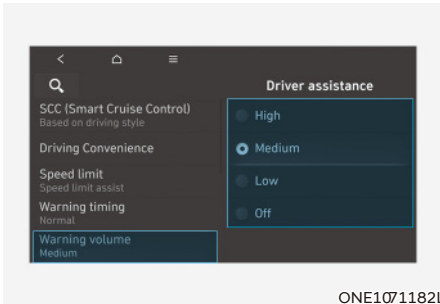 Driver assistance
SCC (Smart Cruise Control)
Based on driving style
Driving Convenience
Speed limit
Speed limit assist
Warning timing
Normal
Warning volume
Medium
High
Medium
Low
Off
ONE1071182L